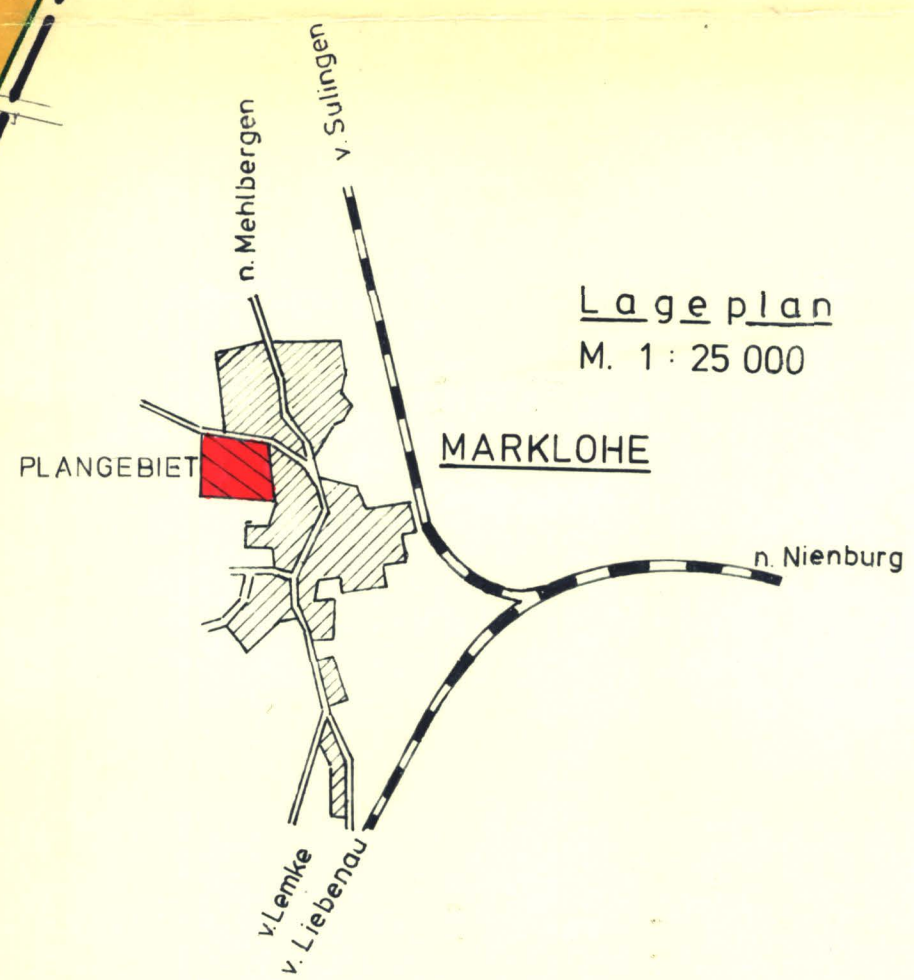 v. Sulingen
n. Mehlbergen
Lageplan
M. 1 : 25 000
MARKLOHE
PLANGEBIET
n. Nienburg
v. Lemke
v. Liebenau